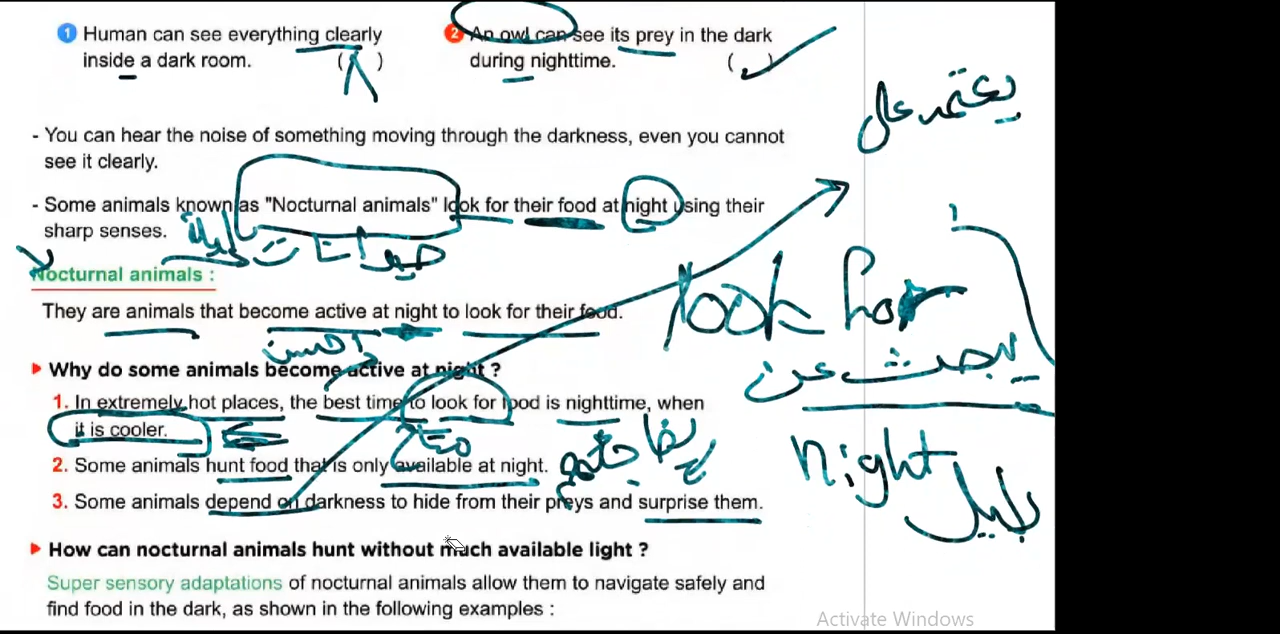 1 Human can see everything clearly
inside a dark room. ( )
2 An owl can see its prey in the dark
during nighttime. (✓)
يعتمد على
- You can hear the noise of something moving through the darkness, even you cannot
see it clearly.
- Some animals known as "Nocturnal animals" look for their food at night using their
sharp senses.
حيوانات ليلية
Nocturnal animals :
They are animals that become active at night to look for their food.
look for
يبحث عن
احسن
Why do some animals become active at night ?
1. In extremely hot places, the best time to look for food is nighttime, when
it is cooler.
متاح
night
بليل
2. Some animals hunt food that is only available at night.
3. Some animals depend on darkness to hide from their preys and surprise them.
How can nocturnal animals hunt without much available light ?
Super sensory adaptations of nocturnal animals allow them to navigate safely and
find food in the dark, as shown in the following examples :
Activate Windows